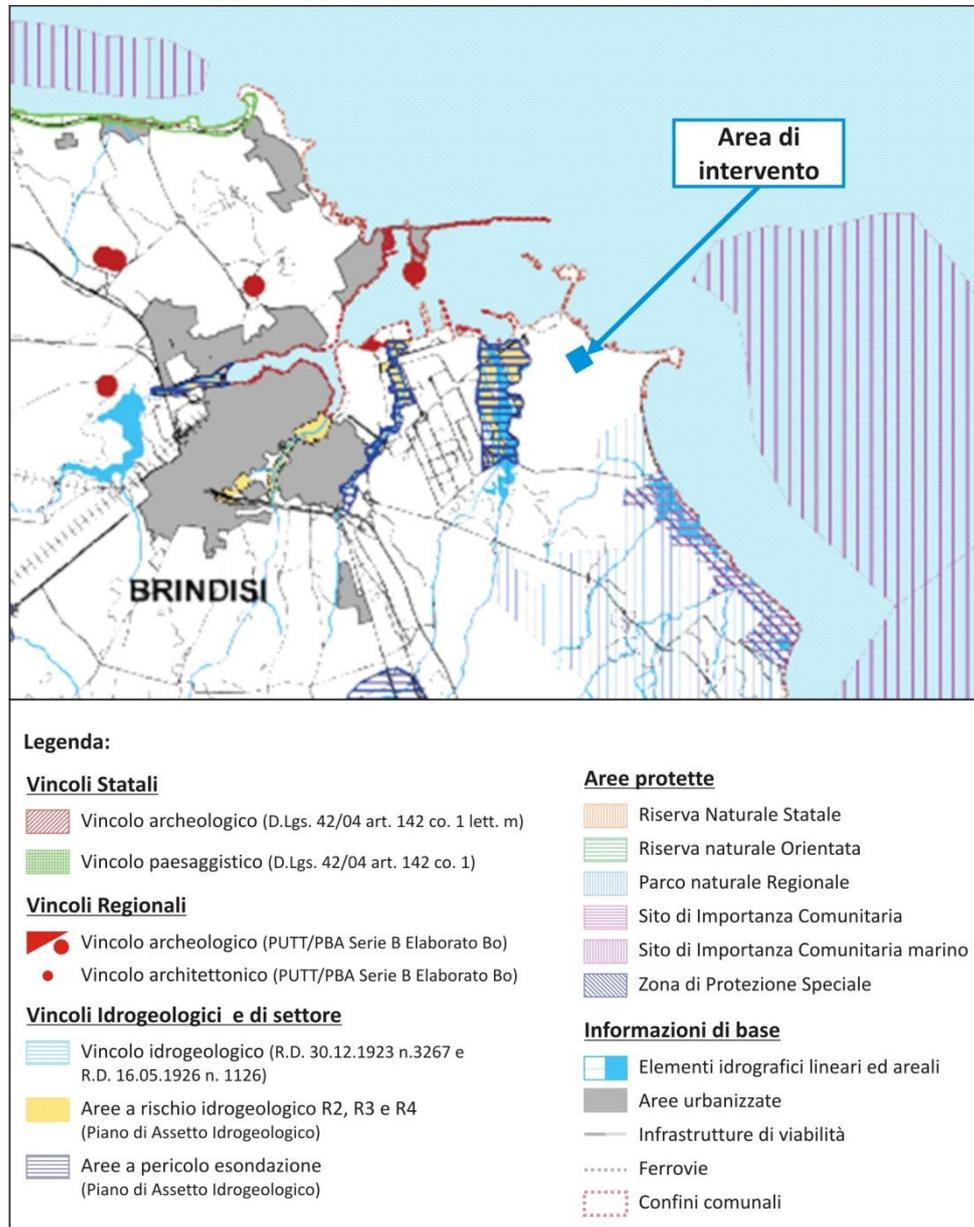 Area di
intervento
BRINDISI
Legenda:
Vincoli Statali
Vincolo archeologico (D.Lgs. 42/04 art. 142 co. 1 lett. m)
Vincolo paesaggistico (D.Lgs. 42/04 art. 142 co. 1)
Vincoli Regionali
Vincolo archeologico (PUTT/PBA Serie B Elaborato Bo)
Vincolo architettonico (PUTT/PBA Serie B Elaborato Bo)
Vincoli Idrogeologici e di settore
Vincolo idrogeologico (R.D. 30.12.1923 n.3267 e
R.D. 16.05.1926 n. 1126)
Aree a rischio idrogeologico R2, R3 e R4
(Piano di Assetto Idrogeologico)
Aree a pericolo esondazione
(Piano di Assetto Idrogeologico)
Aree protette
Riserva Naturale Statale
Riserva naturale Orientata
Parco naturale Regionale
Sito di Importanza Comunitaria
Sito di Importanza Comunitaria marino
Zona di Protezione Speciale
Informazioni di base
Elementi idrografici lineari ed areali
Aree urbanizzate
Infrastrutture di viabilità
Ferrovie
Confini comunali